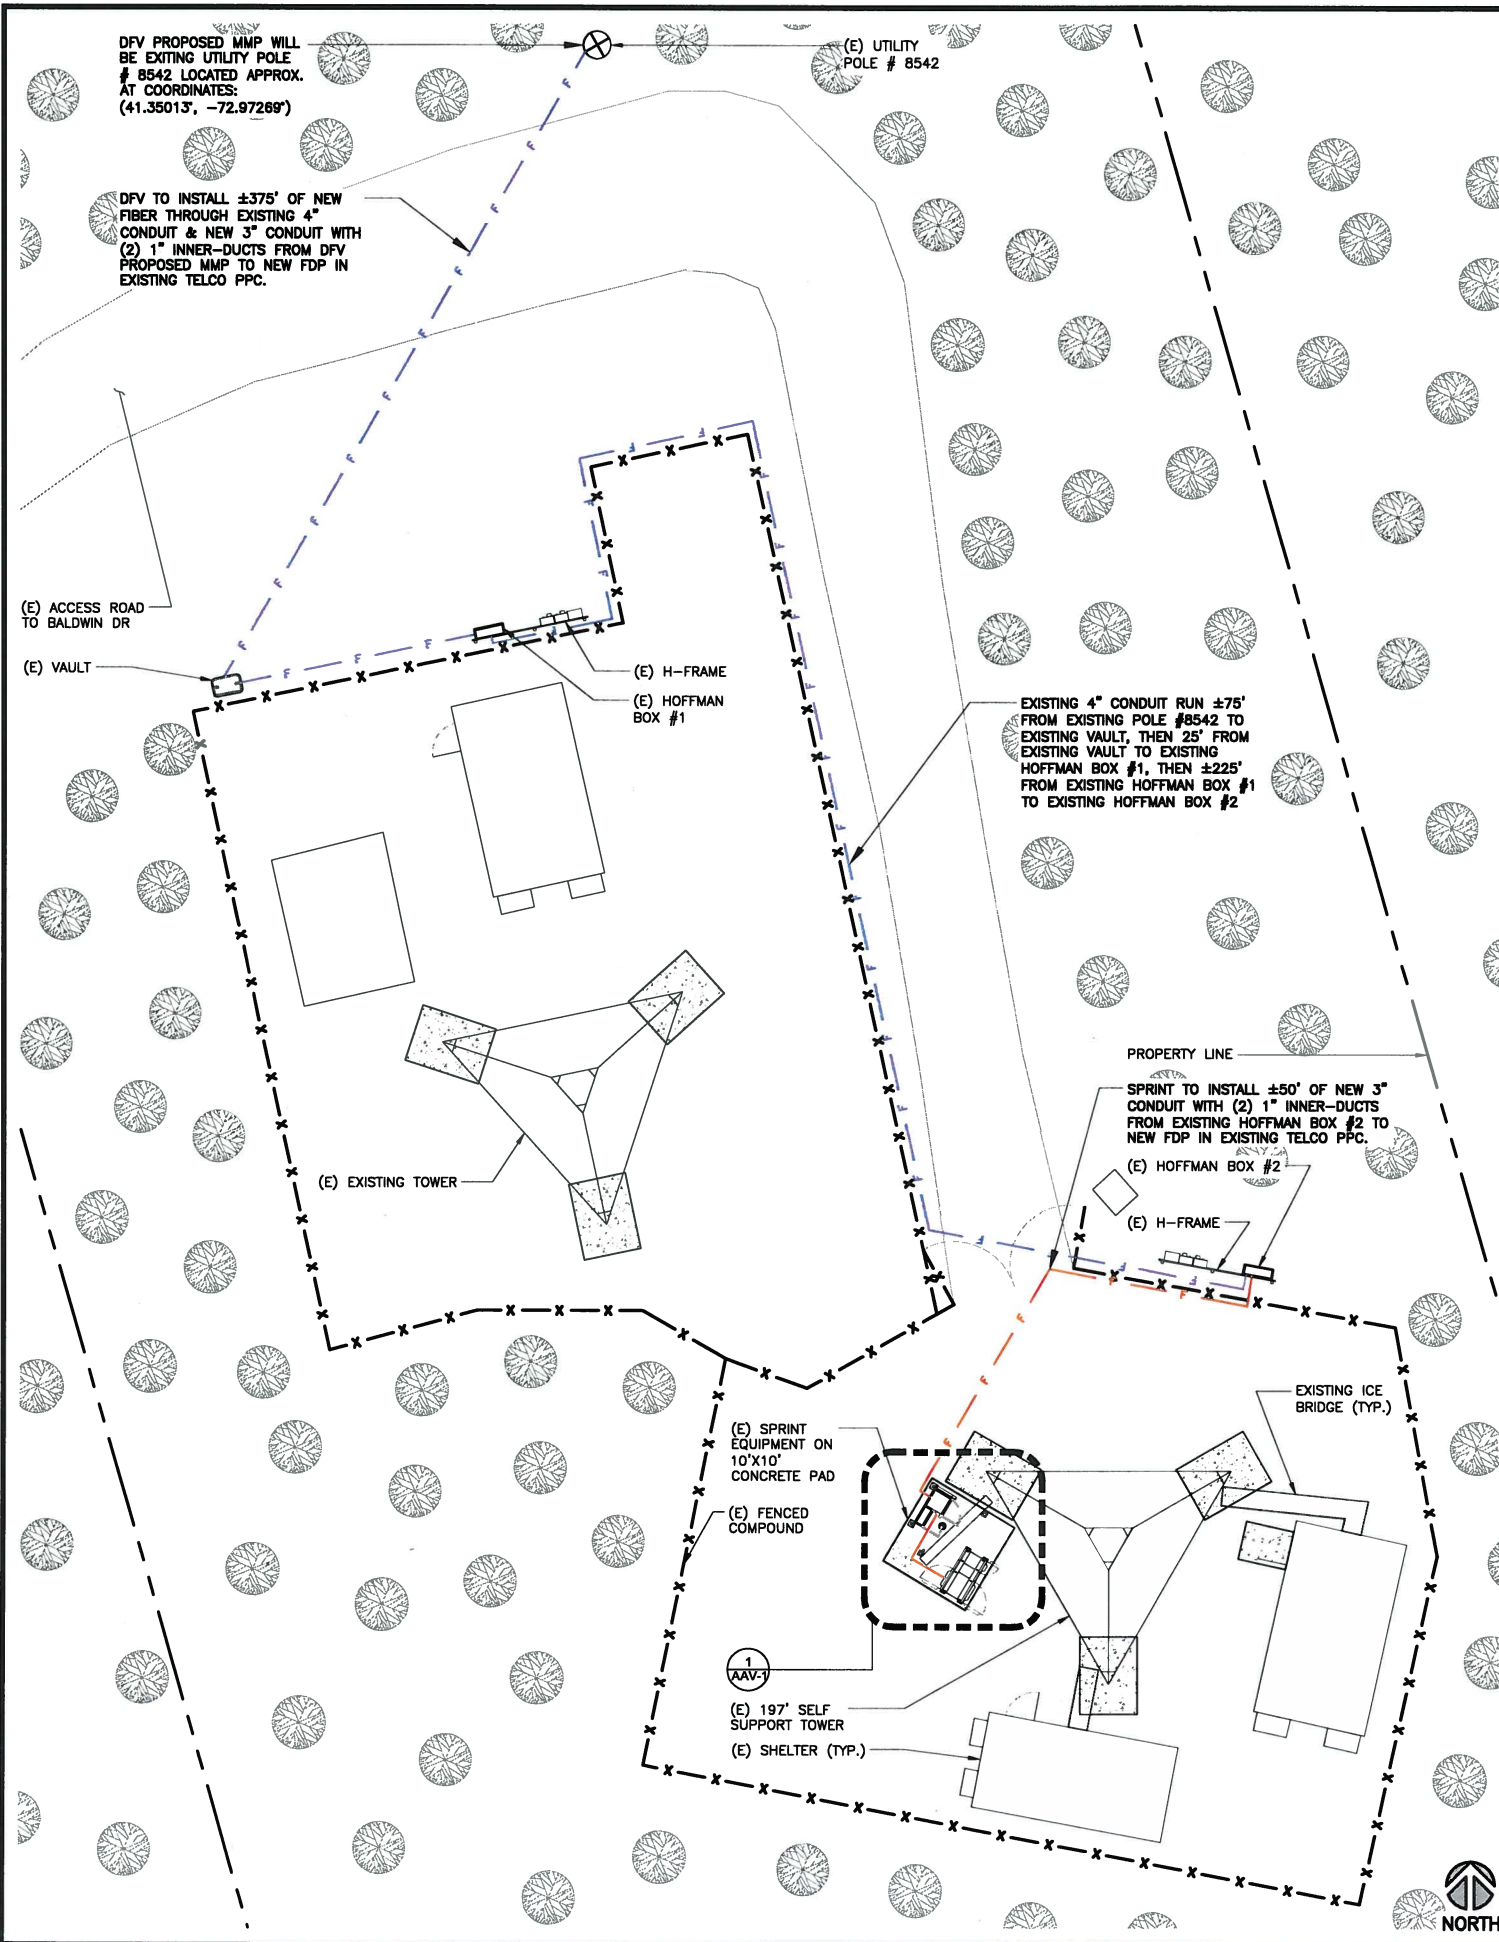 DFV PROPOSED MMP WILL
BE EXITING UTILITY POLE
# 8542 LOCATED APPROX.
AT COORDINATES:
(41.35013°, -72.97269°)
(E) UTILITY
POLE # 8542
DFV TO INSTALL ±375' OF NEW
FIBER THROUGH EXISTING 4"
CONDUIT & NEW 3" CONDUIT WITH
(2) 1" INNER-DUCTS FROM DFV
PROPOSED MMP TO NEW FDP IN
EXISTING TELCO PPC.
(E) ACCESS ROAD
TO BALDWIN DR
(E) VAULT
(E) H-FRAME
(E) HOFFMAN
BOX #1
EXISTING 4" CONDUIT RUN ±75'
FROM EXISTING POLE #8542 TO
EXISTING VAULT, THEN 25' FROM
EXISTING VAULT TO EXISTING
HOFFMAN BOX #1, THEN ±225'
FROM EXISTING HOFFMAN BOX #1
TO EXISTING HOFFMAN BOX #2
PROPERTY LINE
SPRINT TO INSTALL ±50' OF NEW 3"
CONDUIT WITH (2) 1" INNER-DUCTS
FROM EXISTING HOFFMAN BOX #2 TO
NEW FDP IN EXISTING TELCO PPC.
(E) HOFFMAN BOX #2
(E) H-FRAME
(E) EXISTING TOWER
EXISTING ICE
BRIDGE (TYP.)
(E) SPRINT
EQUIPMENT ON
10'X10'
CONCRETE PAD
(E) FENCED
COMPOUND
1
AAV-1
(E) 197' SELF
SUPPORT TOWER
(E) SHELTER (TYP.)
NORTH